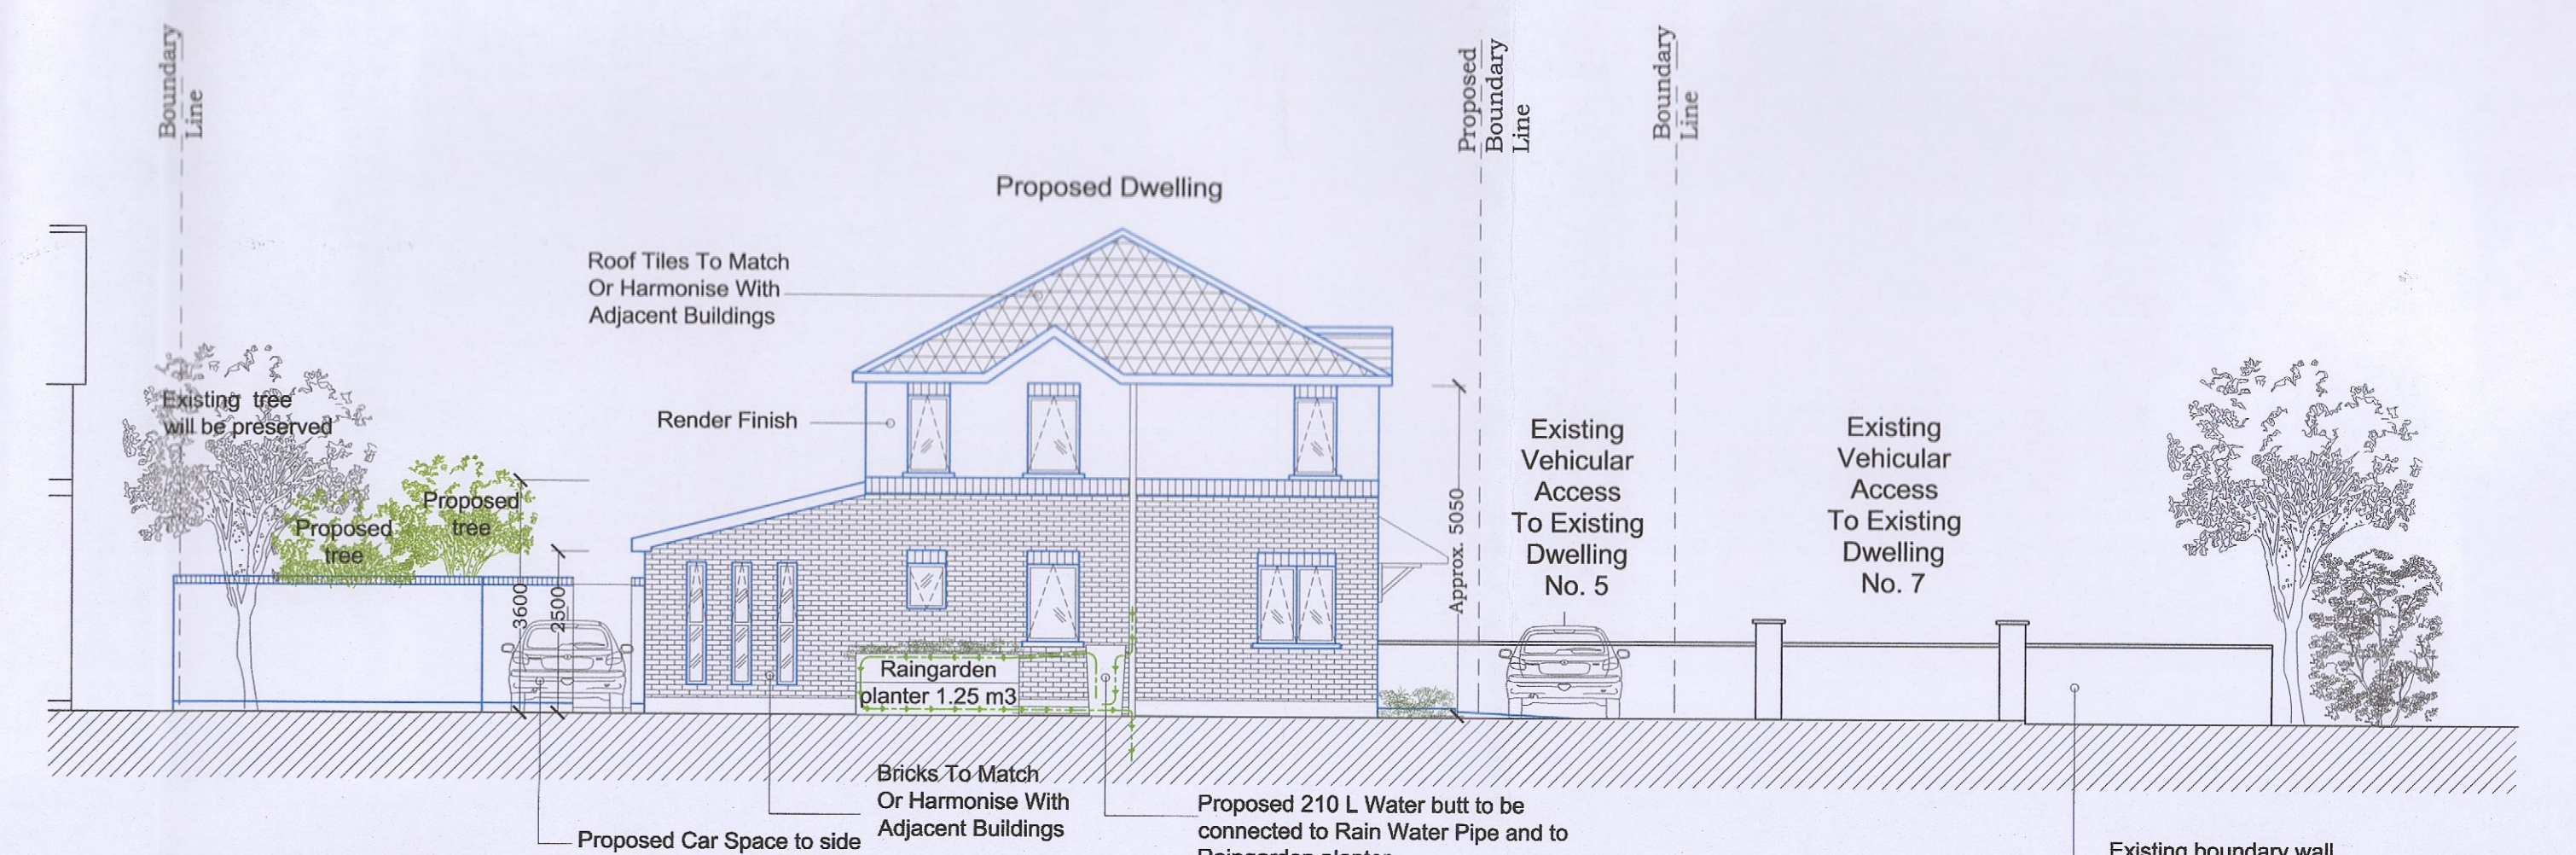 Boundary
Line
Proposed
Boundary
Line
Boundary
Line
Proposed Dwelling
Roof Tiles To Match
Or Harmonise With
Adjacent Buildings
Render Finish
Existing tree
will be preserved
Proposed
tree
Proposed
tree
3600
2500
Approx. 5050
Existing
Vehicular
Access
To Existing
Dwelling
No. 5
Existing
Vehicular
Access
To Existing
Dwelling
No. 7
Raingarden
planter 1.25 m3
Bricks To Match
Or Harmonise With
Adjacent Buildings
Proposed Car Space to side
Proposed 210 L Water butt to be
connected to Rain Water Pipe and to
Raingarden planter
Existing boundary wall